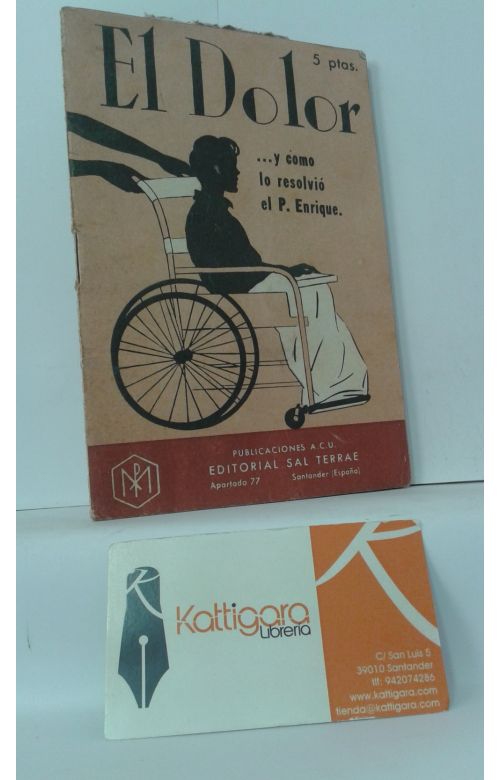 El Dolor
5 ptas.
...y como
lo resolvió
el P. Enrique.
PUBLICACIONES A.C.U.
EDITORIAL SAL TERRAE
Apartado 77 Santander (España)
Kattigara
Librería
C/ San Luis 5
39010 Santander
tlf: 942074286
www.kattigara.com
tienda@kattigara.com